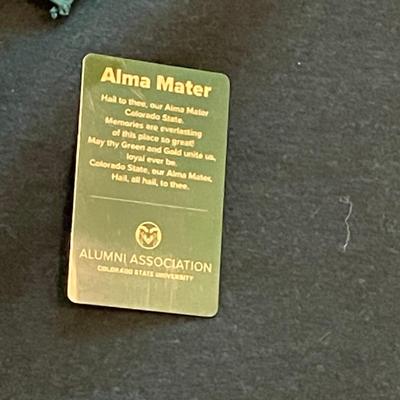 Alma Mater
Hail to thee, our Alma Mater
Colorado State.
Memories are everlasting
of this place so great!
May thy Green and Gold unite us,
loyal ever be.
Colorado State, our Alma Mater,
Hail, all hail, to thee.
ALUMNI ASSOCIATION
COLORADO STATE UNIVERSITY